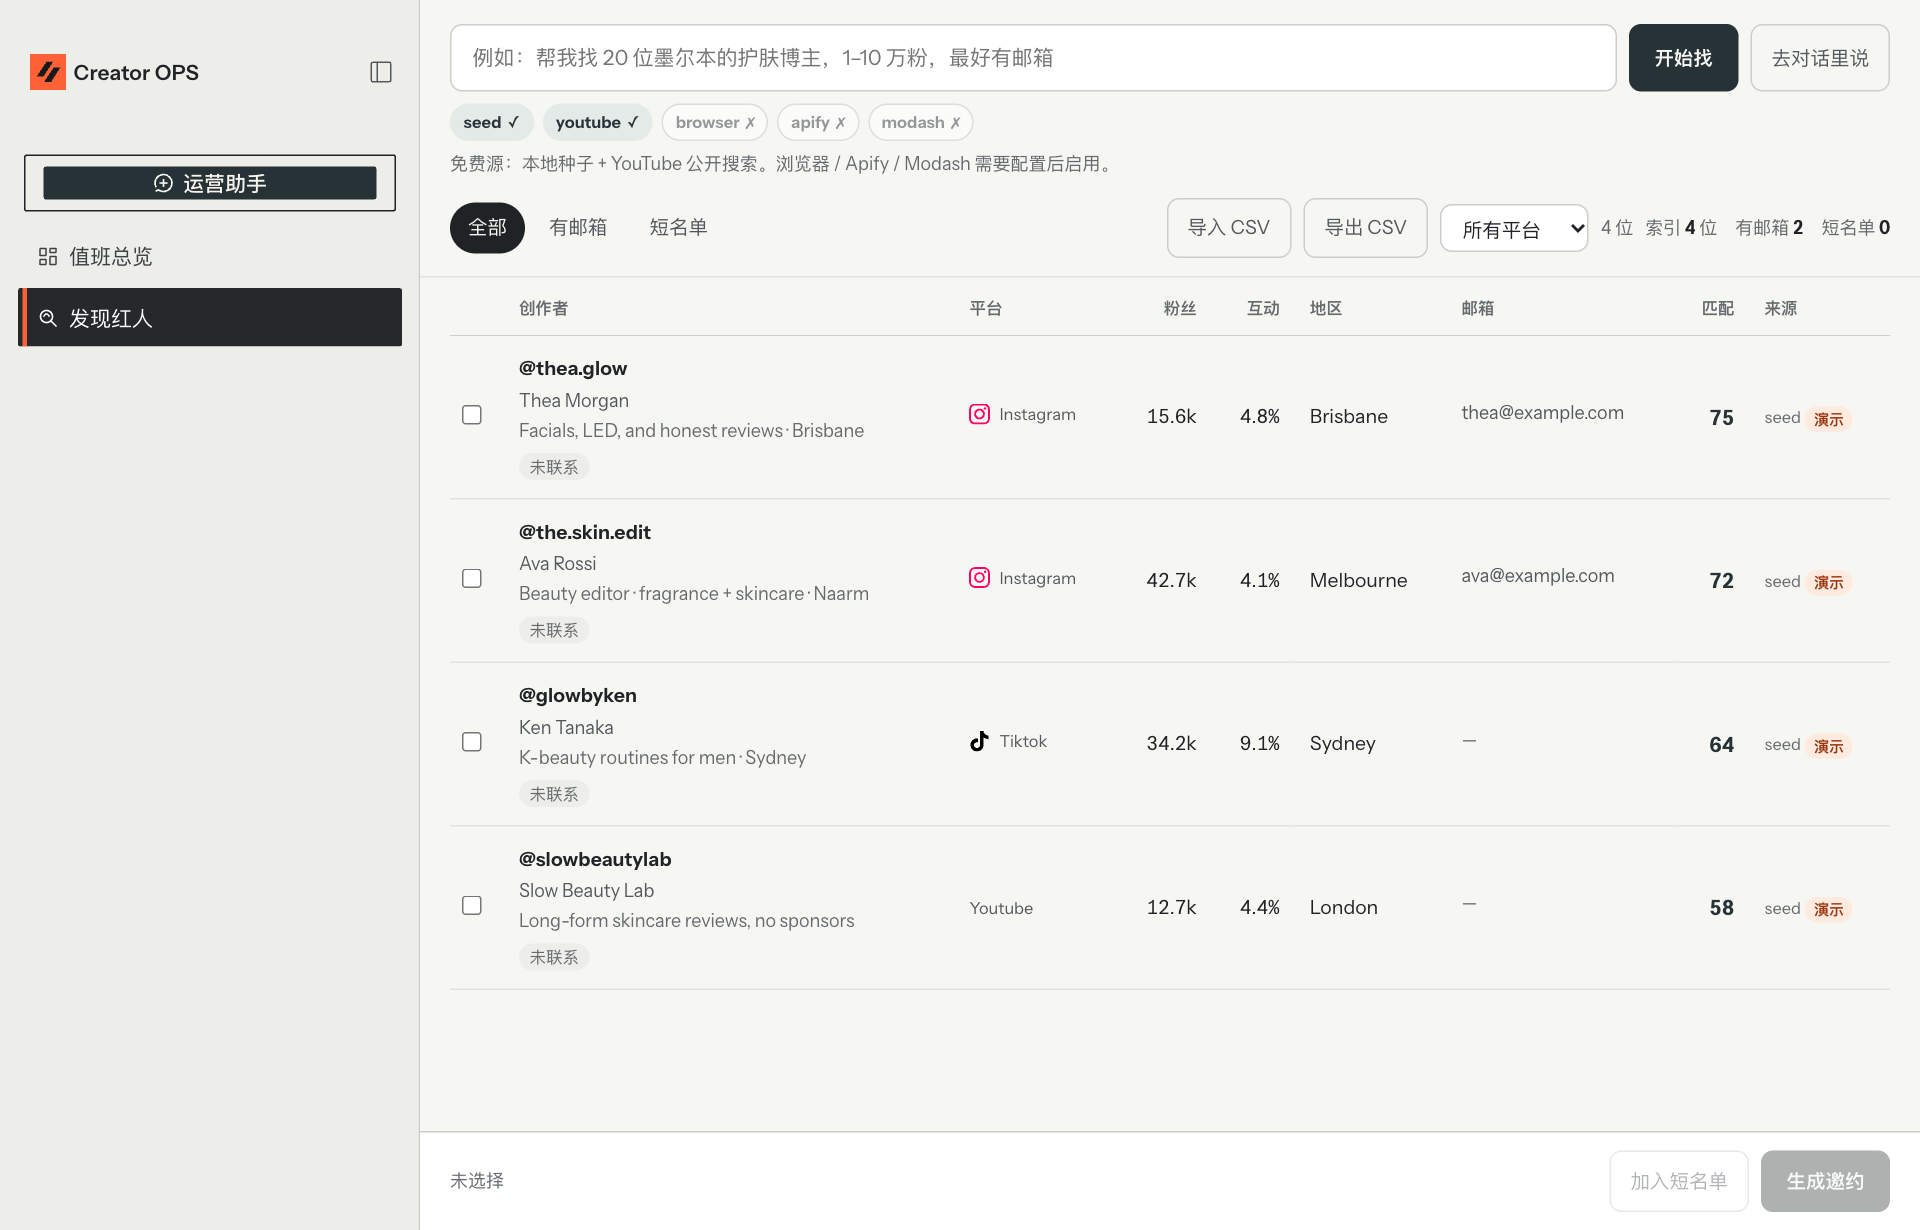 Creator OPS
运营助手
值班总览
发现红人
例如：帮我找 20 位墨尔本的护肤博主，1–10 万粉，最好有邮箱
开始找
去对话里说
seed ✓ youtube ✓ browser ✗ apify ✗ modash ✗
免费源：本地种子 + YouTube 公开搜索。浏览器 / Apify / Modash 需要配置后启用。
全部 有邮箱 短名单 导入 CSV 导出 CSV 所有平台 4 位 索引 4 位 有邮箱 2 短名单 0
创作者 平台 粉丝 互动 地区 邮箱 匹配 来源
@thea.glow
Thea Morgan
Facials, LED, and honest reviews · Brisbane
未联系
Instagram 15.6k 4.8% Brisbane thea@example.com 75 seed 演示
@the.skin.edit
Ava Rossi
Beauty editor · fragrance + skincare · Naarm
未联系
Instagram 42.7k 4.1% Melbourne ava@example.com 72 seed 演示
@glowbyken
Ken Tanaka
K-beauty routines for men · Sydney
未联系
Tiktok 34.2k 9.1% Sydney — 64 seed 演示
@slowbeautylab
Slow Beauty Lab
Long-form skincare reviews, no sponsors
未联系
Youtube 12.7k 4.4% London — 58 seed 演示
未选择 加入短名单 生成邀约